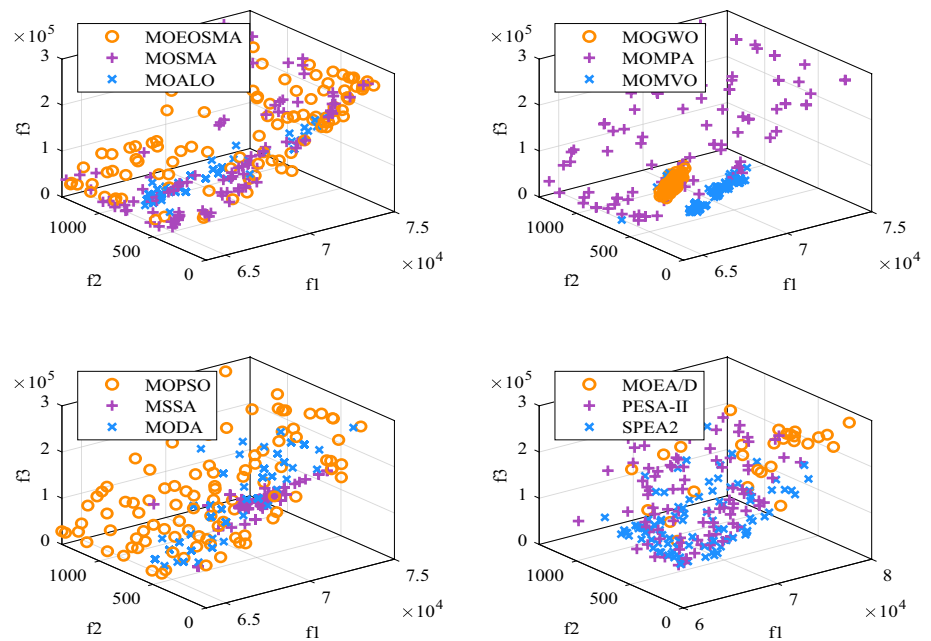 × 10^5
3
2
1
0
f3
1000
500
0
f2
6.5
7
7.5
× 10^4
f1
MOEOSMA
MOSMA
MOALO
× 10^5
3
2
1
0
f3
1000
500
0
f2
6.5
7
7.5
× 10^4
f1
MOGWO
MOMPA
MOMVO
× 10^5
3
2
1
0
f3
1000
500
0
f2
6.5
7
7.5
× 10^4
f1
MOPSO
MSSA
MODA
× 10^5
3
2
1
0
f3
1000
500
0
f2
6
7
8
× 10^4
f1
MOEA/D
PESA-II
SPEA2